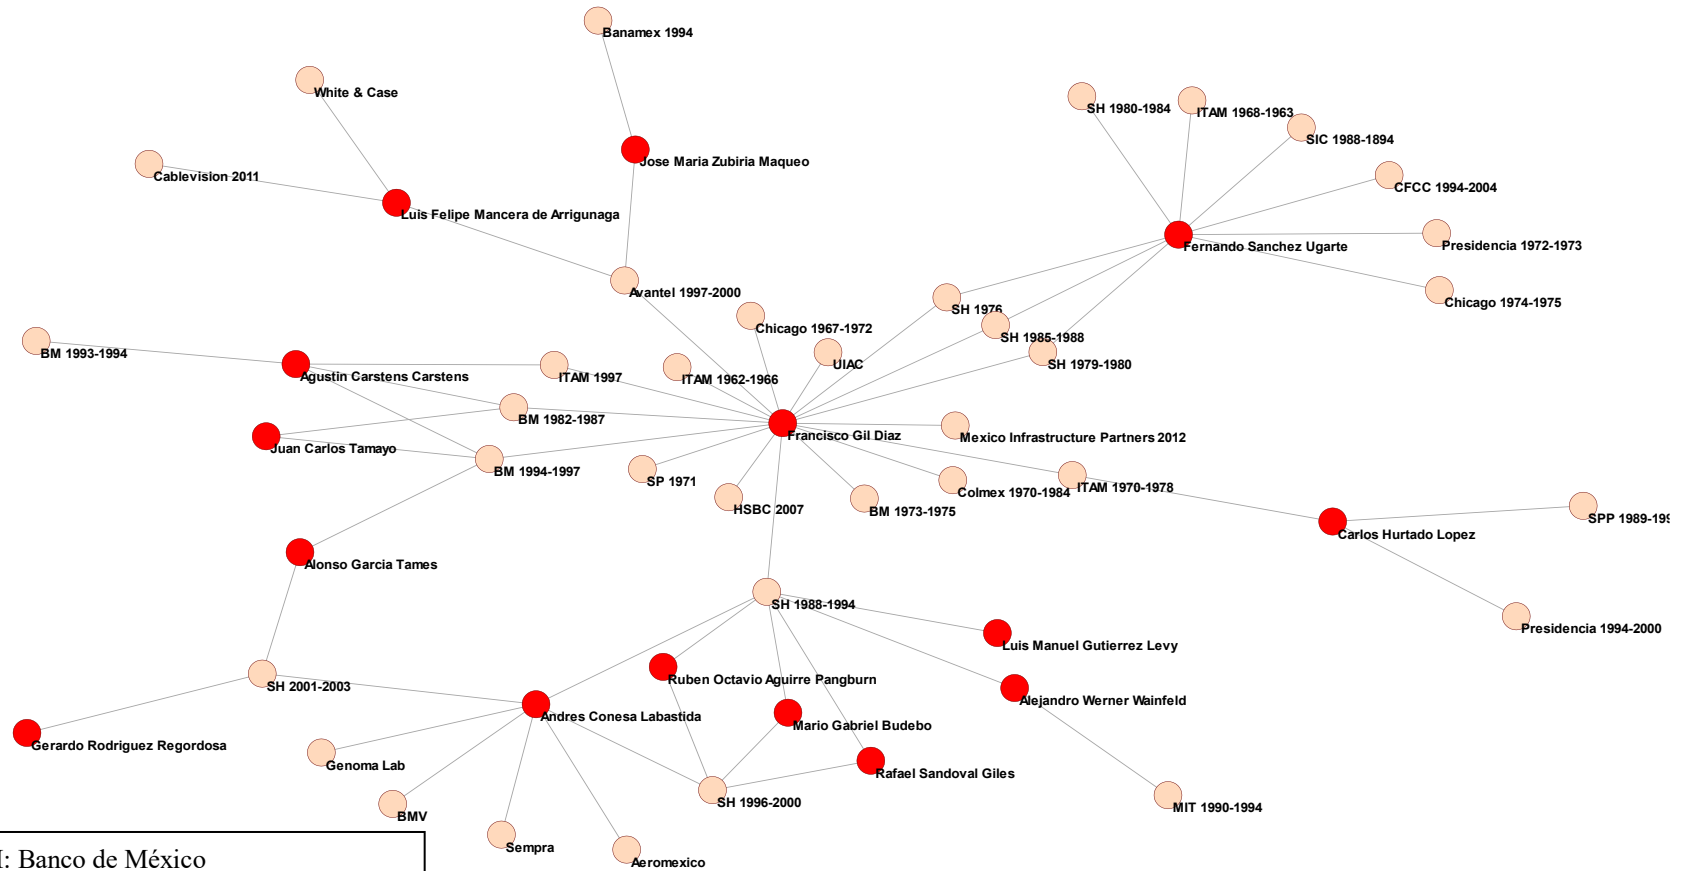 Banamex 1994
White & Case
SH 1980-1984
ITAM 1968-1963
SIC 1988-1894
Jose Maria Zubiria Maqueo
Cablevision 2011
CFCC 1994-2004
Luis Felipe Mancera de Arrigunaga
Fernando Sanchez Ugarte
Presidencia 1972-1973
Avantel 1997-2000
Chicago 1974-1975
SH 1976
Chicago 1967-1972
SH 1985-1988
BM 1993-1994
UIAC
SH 1979-1980
Agustin Carstens Carstens
ITAM 1997
ITAM 1962-1966
BM 1982-1987
Francisco Gil Diaz
Mexico Infrastructure Partners 2012
Juan Carlos Tamayo
BM 1994-1997
SP 1971
Colmex 1970-1984
ITAM 1970-1978
HSBC 2007
BM 1973-1975
SPP 1989-199
Carlos Hurtado Lopez
Alonso Garcia Tames
SH 1988-1994
Presidencia 1994-2000
Luis Manuel Gutierrez Levy
Ruben Octavio Aguirre Pangburn
SH 2001-2003
Alejandro Werner Wainfeld
Andres Conesa Labastida
Mario Gabriel Budebo
Gerardo Rodriguez Regordosa
Genoma Lab
Rafael Sandoval Giles
SH 1996-2000
MIT 1990-1994
BMV
Sempra
Aeromexico
: Banco de México